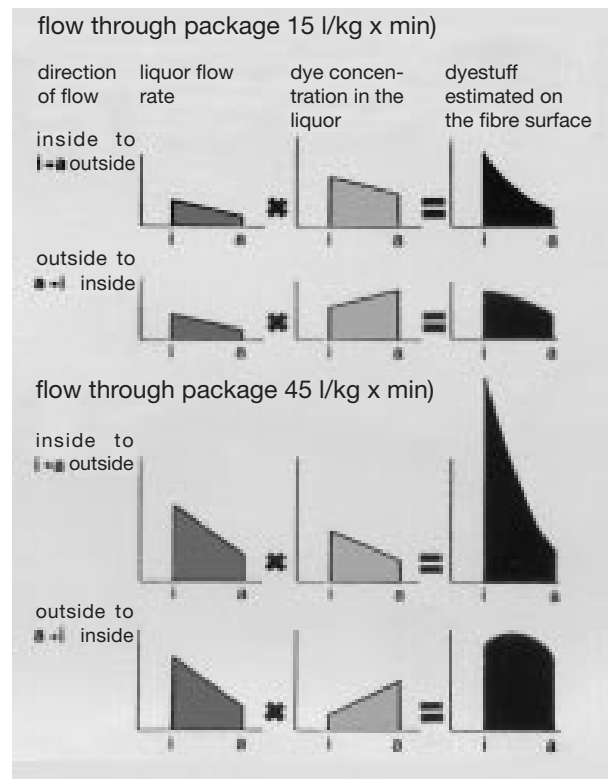 flow through package 15 l/kg x min)
direction
of flow
liquor flow
rate
dye concen-
tration in the
liquor
dyestuff
estimated on
the fibre surface
inside to
i→a outside
✖ =
i a i a i a
outside to
a→i inside
✖ =
i a i a i a
flow through package 45 l/kg x min)
inside to
i→a outside
✖ =
i a i a i a
outside to
a→i inside
✖ =
i a i a i a